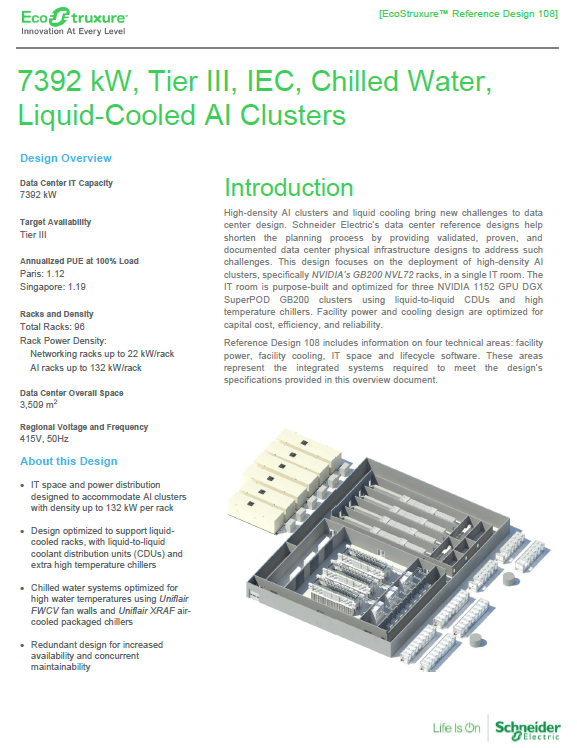 EcoStruxure™
Innovation At Every Level
[EcoStruxure™ Reference Design 108]
7392 kW, Tier III, IEC, Chilled Water,
Liquid-Cooled AI Clusters
Design Overview
Data Center IT Capacity
7392 kW
Target Availability
Tier III
Annualized PUE at 100% Load
Paris: 1.12
Singapore: 1.19
Racks and Density
Total Racks: 96
Rack Power Density:
Networking racks up to 22 kW/rack
AI racks up to 132 kW/rack
Data Center Overall Space
3,509 m²
Regional Voltage and Frequency
415V, 50Hz
About this Design
• IT space and power distribution
designed to accommodate AI clusters
with density up to 132 kW per rack
• Design optimized to support liquid-
cooled racks, with liquid-to-liquid
coolant distribution units (CDUs) and
extra high temperature chillers
• Chilled water systems optimized for
high water temperatures using Uniflair
FWCV fan walls and Uniflair XRAF air-
cooled packaged chillers
• Redundant design for increased
availability and concurrent
maintainability
Introduction
High-density AI clusters and liquid cooling bring new challenges to data
center design. Schneider Electric's data center reference designs help
shorten the planning process by providing validated, proven, and
documented data center physical infrastructure designs to address such
challenges. This design focuses on the deployment of high-density AI
clusters, specifically NVIDIA's GB200 NVL72 racks, in a single IT room. The
IT room is purpose-built and optimized for three NVIDIA 1152 GPU DGX
SuperPOD GB200 clusters using liquid-to-liquid CDUs and high
temperature chillers. Facility power and cooling design are optimized for
capital cost, efficiency, and reliability.
Reference Design 108 includes information on four technical areas: facility
power, facility cooling, IT space and lifecycle software. These areas
represent the integrated systems required to meet the design's
specifications provided in this overview document.
Life Is On
Schneider
Electric